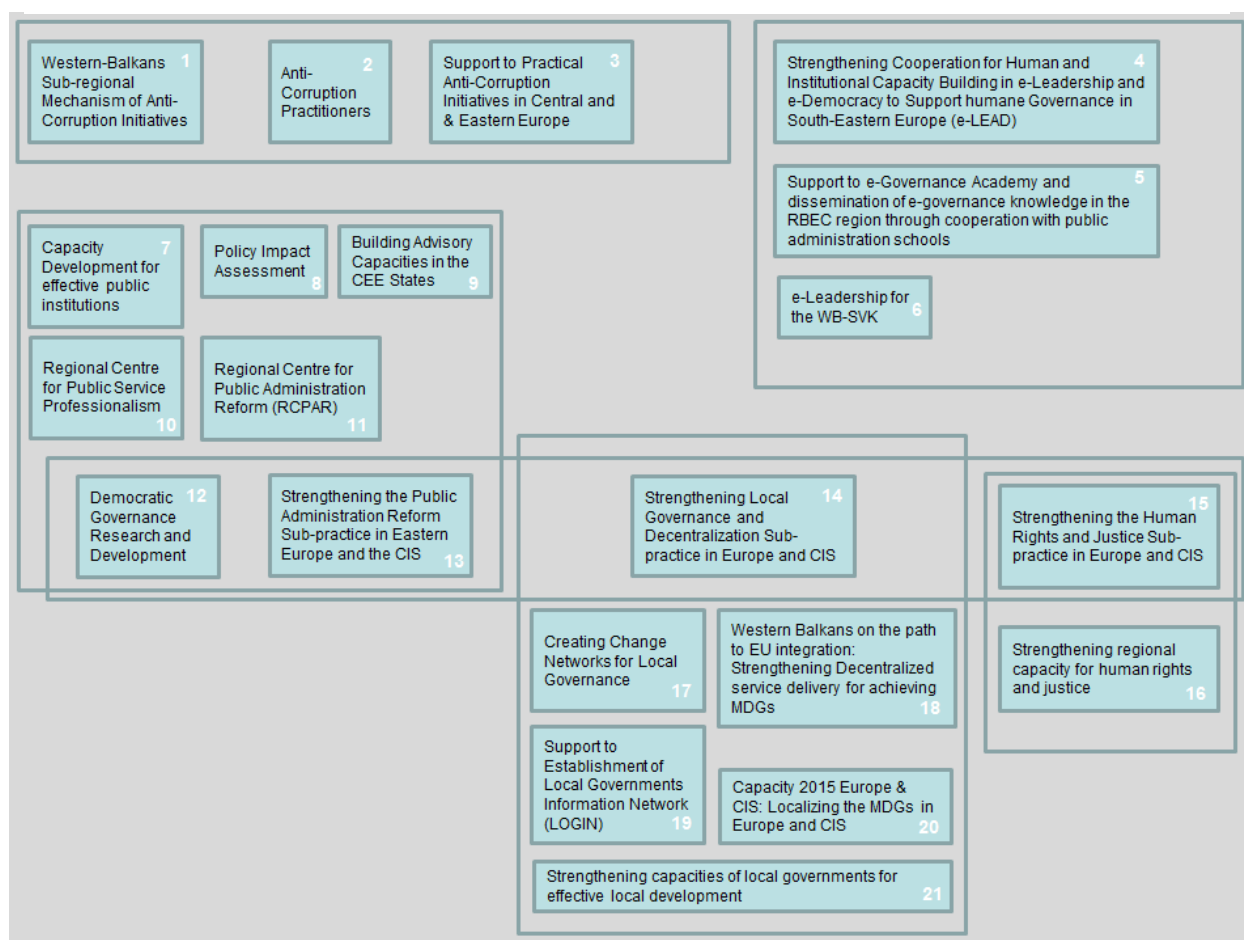 Western-Balkans 1
Sub-regional
Mechanism of Anti-
Corruption Initiatives
2
Anti-
Corruption
Practitioners
Support to Practical 3
Anti-Corruption
Initiatives in Central and
& Eastern Europe
4
Strengthening Cooperation for Human and
Institutional Capacity Building in e-Leadership and
e-Democracy to Support humane Governance in
South-Eastern Europe (e-LEAD)
Support to e-Governance Academy and 5
dissemination of e-governance knowledge in the
RBEC region through cooperation with public
administration schools
e-Leadership for
the WB-SVK 6
Capacity 7
Development for
effective public
institutions
Policy Impact
Assessment
8
Building Advisory
Capacities in the
CEE States 9
Regional Centre
for Public Service
Professionalism
10
Regional Centre for
Public Administration
Reform (RCPAR)
11
Democratic 12
Governance
Research and
Development
Strengthening the Public
Administration Reform
Sub-practice in Eastern
Europe and the CIS 13
Strengthening Local 14
Governance and
Decentralization Sub-
practice in Europe and CIS
15
Strengthening the Human
Rights and Justice Sub-
practice in Europe and CIS
Strengthening regional
capacity for human rights
and justice 16
Creating Change
Networks for Local
Governance
17
Western Balkans on the path
to EU integration:
Strengthening Decentralized
service delivery for achieving
MDGs 18
Support to
Establishment of
Local Governments
Information Network
(LOGIN) 19
Capacity 2015 Europe &
CIS: Localizing the MDGs in
Europe and CIS 20
Strengthening capacities of local governments for
effective local development 21